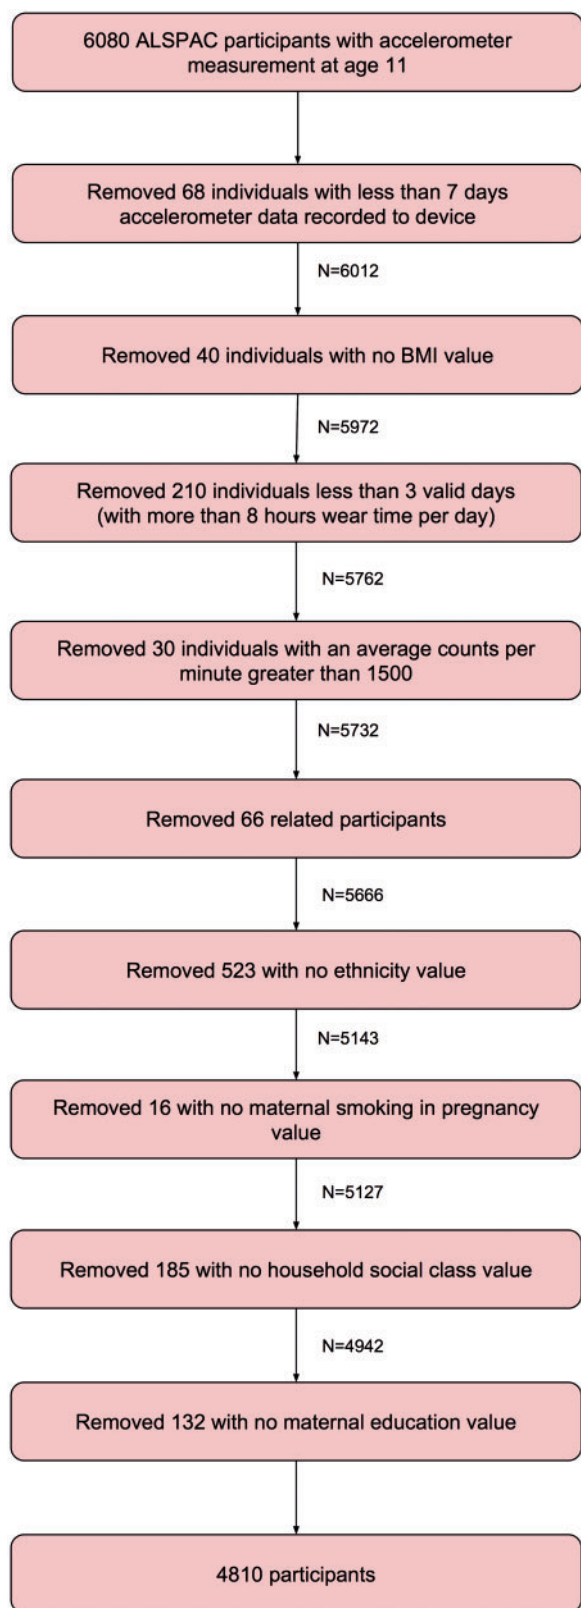 6080 ALSPAC participants with accelerometer
measurement at age 11
Removed 68 individuals with less than 7 days
accelerometer data recorded to device
N=6012
Removed 40 individuals with no BMI value
N=5972
Removed 210 individuals less than 3 valid days
(with more than 8 hours wear time per day)
N=5762
Removed 30 individuals with an average counts per
minute greater than 1500
N=5732
Removed 66 related participants
N=5666
Removed 523 with no ethnicity value
N=5143
Removed 16 with no maternal smoking in pregnancy
value
N=5127
Removed 185 with no household social class value
N=4942
Removed 132 with no maternal education value
4810 participants